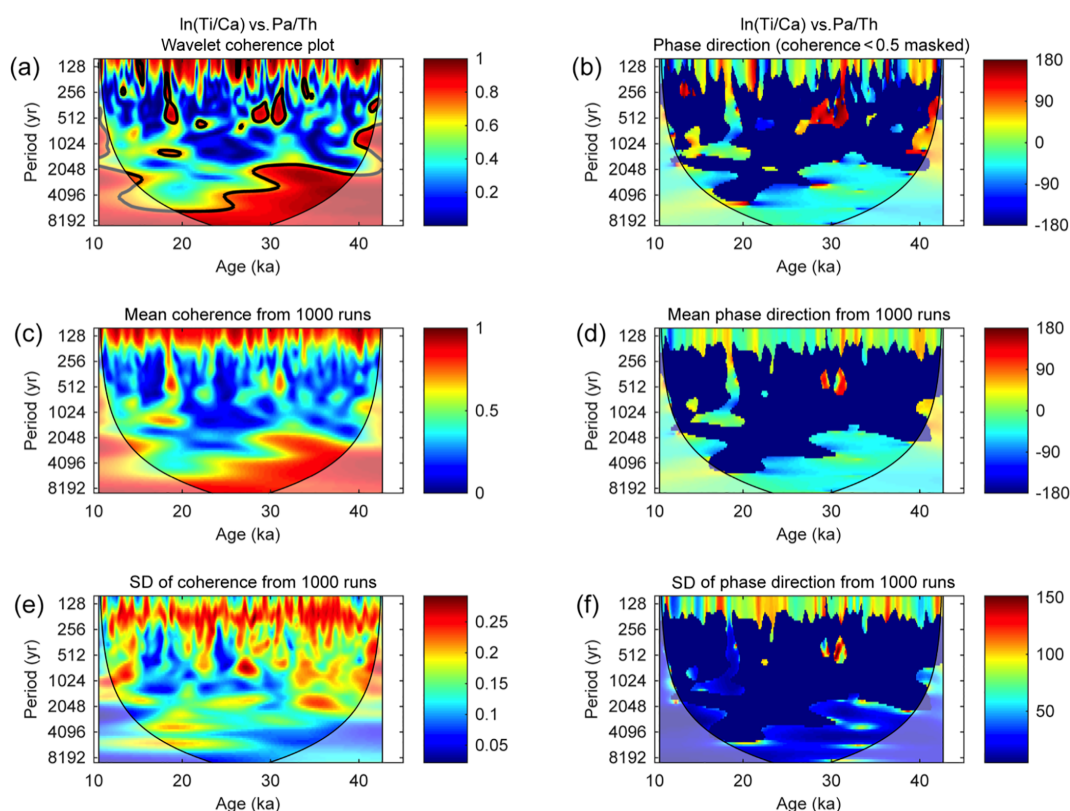 ln(Ti/Ca) vs. Pa/Th
Wavelet coherence plot
(a)
128
256
512
1024
2048
4096
8192
Period (yr)
10 20 30 40
Age (ka)
1
0.8
0.6
0.4
0.2
ln(Ti/Ca) vs. Pa/Th
Phase direction (coherence < 0.5 masked)
(b)
128
256
512
1024
2048
4096
8192
Period (yr)
10 20 30 40
Age (ka)
180
90
0
-90
-180
Mean coherence from 1000 runs
(c)
128
256
512
1024
2048
4096
8192
Period (yr)
10 20 30 40
Age (ka)
1
0.5
0
Mean phase direction from 1000 runs
(d)
128
256
512
1024
2048
4096
8192
Period (yr)
10 20 30 40
Age (ka)
180
90
0
-90
-180
SD of coherence from 1000 runs
(e)
128
256
512
1024
2048
4096
8192
Period (yr)
10 20 30 40
Age (ka)
0.25
0.2
0.15
0.1
0.05
SD of phase direction from 1000 runs
(f)
128
256
512
1024
2048
4096
8192
Period (yr)
10 20 30 40
Age (ka)
150
100
50